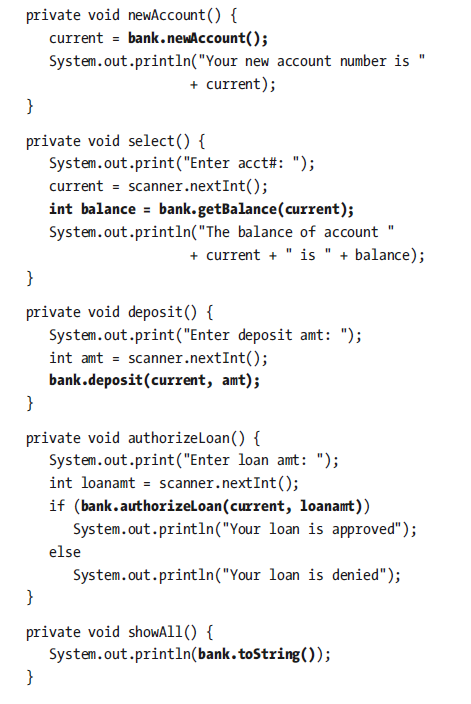 private void newAccount() {
   current = bank.newAccount();
   System.out.println("Your new account number is "
                     + current);
}
private void select() {
   System.out.print("Enter acct#: ");
   current = scanner.nextInt();
   int balance = bank.getBalance(current);
   System.out.println("The balance of account "
                     + current + " is " + balance);
}
private void deposit() {
   System.out.print("Enter deposit amt: ");
   int amt = scanner.nextInt();
   bank.deposit(current, amt);
}
private void authorizeLoan() {
   System.out.print("Enter loan amt: ");
   int loanamt = scanner.nextInt();
   if (bank.authorizeLoan(current, loanamt))
      System.out.println("Your loan is approved");
   else
      System.out.println("Your loan is denied");
}
private void showAll() {
   System.out.println(bank.toString());
}